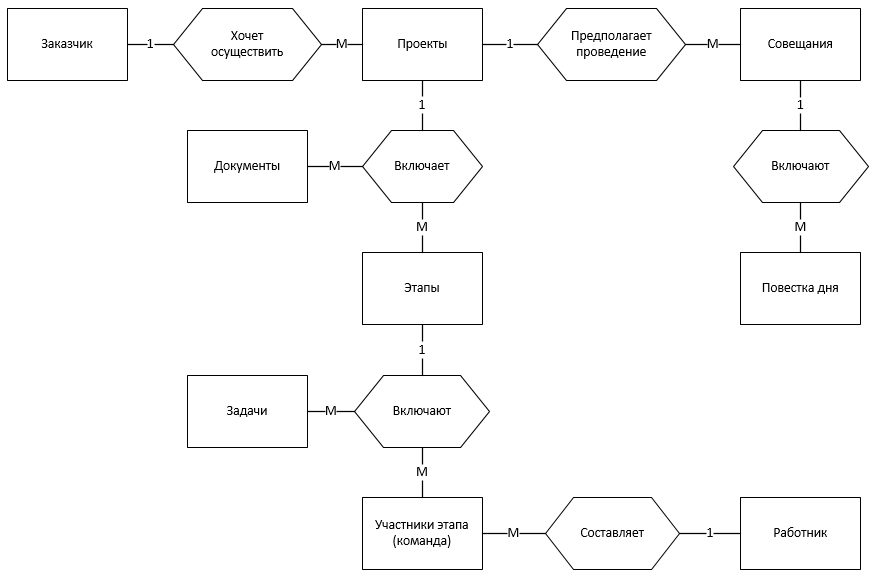 Заказчик
1
Хочет
осуществить
М
Проекты
1
Предполагает
проведение
М
Совещания
1
1
Документы
М
Включает
Включают
М
М
Этапы
Повестка дня
1
Задачи
М
Включают
М
Участники этапа
(команда)
М
Составляет
1
Работник